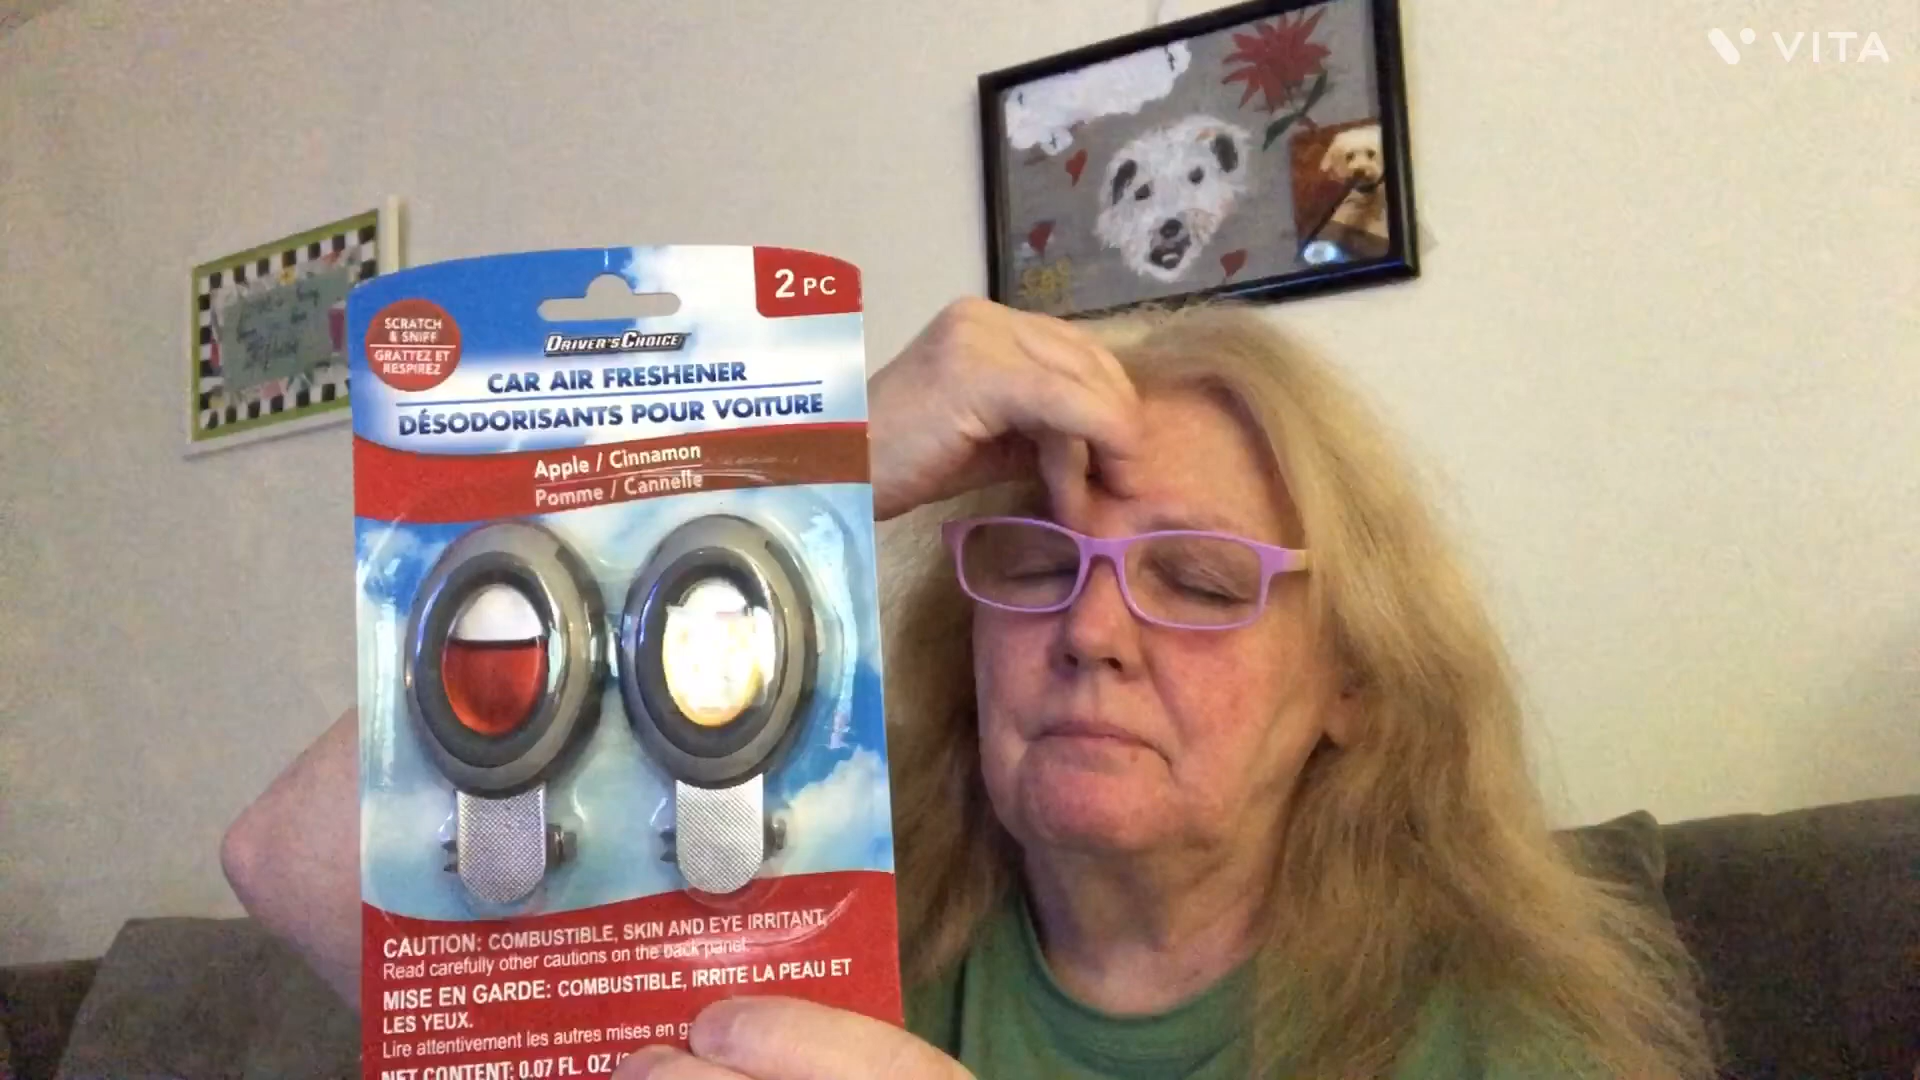 VITA
2 PC
SCRATCH
& SNIFF
GRATTEZ ET
RESPIREZ
DRIVER'S CHOICE
CAR AIR FRESHENER
DÉSODORISANTS POUR VOITURE
Apple / Cinnamon
Pomme / Cannelle
CAUTION: COMBUSTIBLE, SKIN AND EYE IRRITANT.
Read carefully other cautions on the back panel.
MISE EN GARDE: COMBUSTIBLE, IRRITE LA PEAU ET
LES YEUX.
Lire attentivement les autres mises en
NET CONTENT: 0.07 FL. OZ